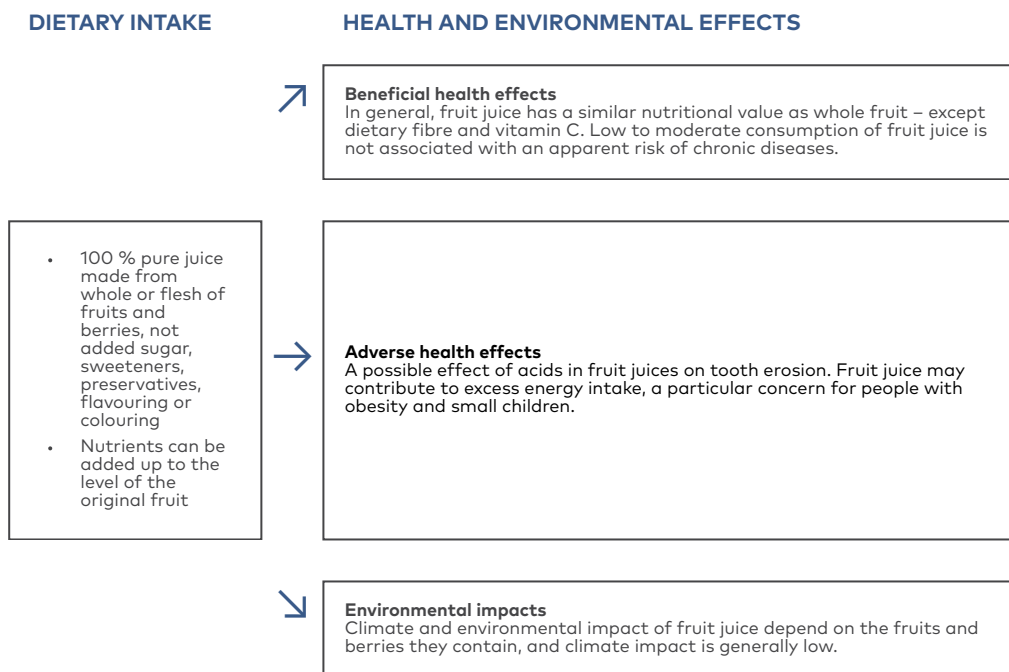 DIETARY INTAKE
HEALTH AND ENVIRONMENTAL EFFECTS
Beneficial health effects
In general, fruit juice has a similar nutritional value as whole fruit – except
dietary fibre and vitamin C. Low to moderate consumption of fruit juice is
not associated with an apparent risk of chronic diseases.
• 100 % pure juice
made from
whole or flesh of
fruits and
berries, not
added sugar,
sweeteners,
preservatives,
flavouring or
colouring
• Nutrients can be
added up to the
level of the
original fruit
Adverse health effects
A possible effect of acids in fruit juices on tooth erosion. Fruit juice may
contribute to excess energy intake, a particular concern for people with
obesity and small children.
Environmental impacts
Climate and environmental impact of fruit juice depend on the fruits and
berries they contain, and climate impact is generally low.